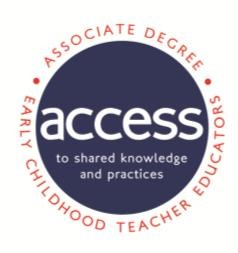 ASSOCIATE DEGREE
EARLY CHILDHOOD TEACHER EDUCATORS
access
to shared knowledge
and practices